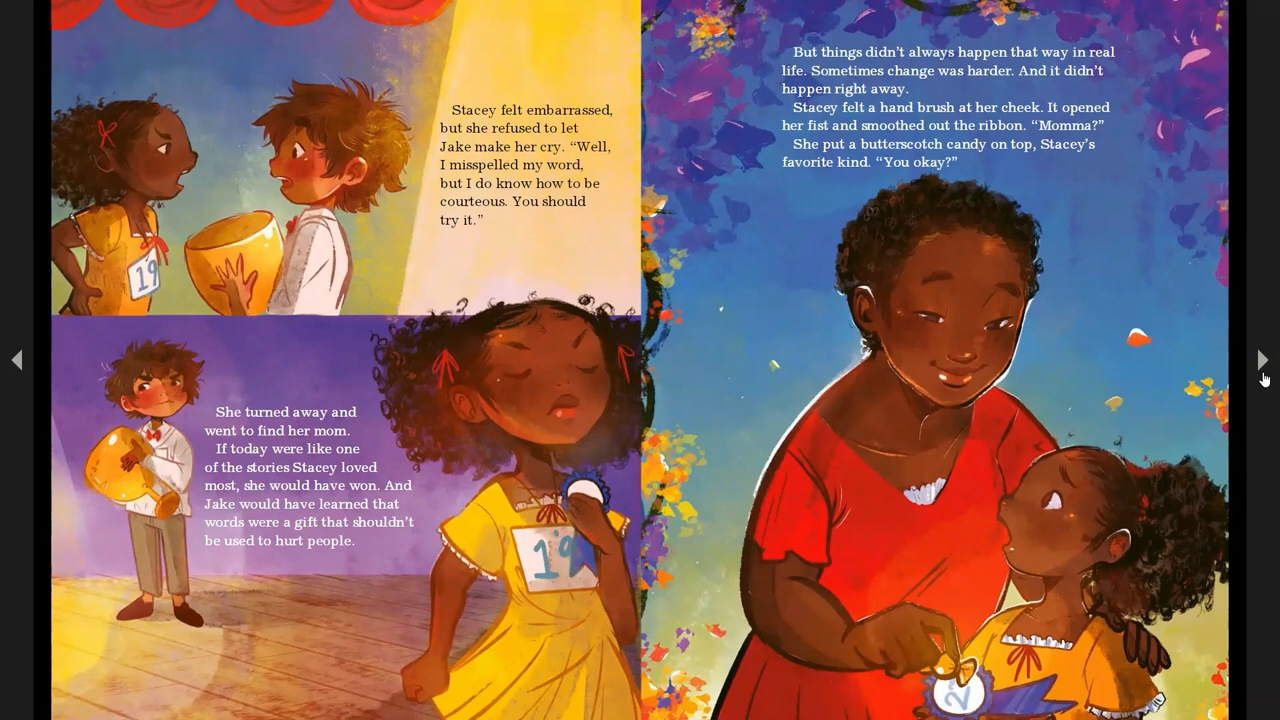 Stacey felt embarrassed,
but she refused to let
Jake make her cry. “Well,
I misspelled my word,
but I do know how to be
courteous. You should
try it.”
19
She turned away and
went to find her mom.
If today were like one
of the stories Stacey loved
most, she would have won. And
Jake would have learned that
words were a gift that shouldn’t
be used to hurt people.
19
But things didn’t always happen that way in real
life. Sometimes change was harder. And it didn’t
happen right away.
Stacey felt a hand brush at her cheek. It opened
her fist and smoothed out the ribbon. “Momma?”
She put a butterscotch candy on top, Stacey’s
favorite kind. “You okay?”